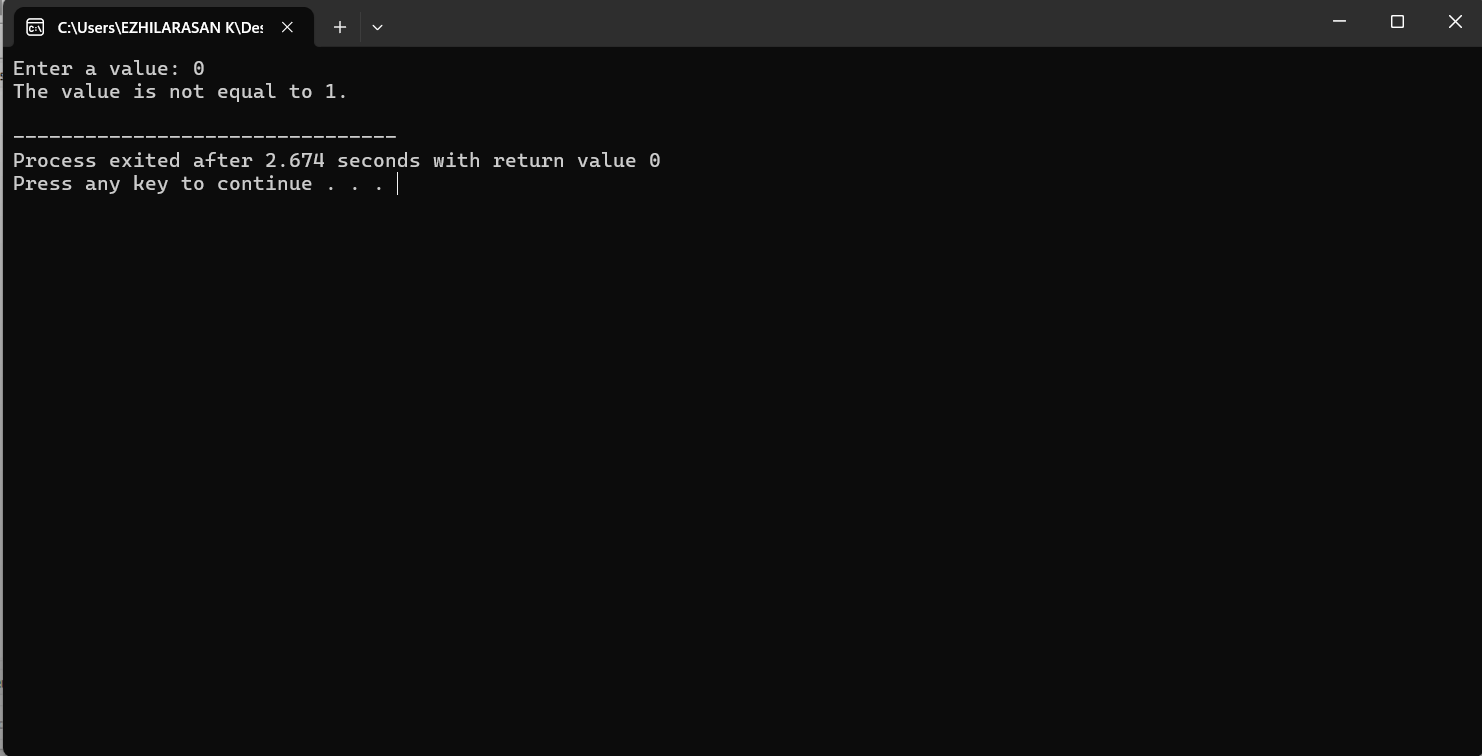 C:\Users\EZHILARASAN K\Des
Enter a value: 0
The value is not equal to 1.
--------------------------------
Process exited after 2.674 seconds with return value 0
Press any key to continue . . .